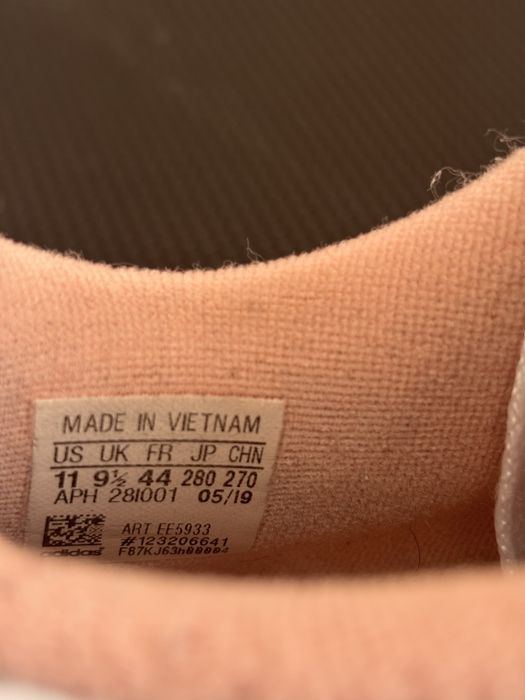 MADE IN VIETNAM
US UK FR JP CHN
11 9½ 44 280 270
APH 281001 05/19
ART EE5933
#123206641
adidas